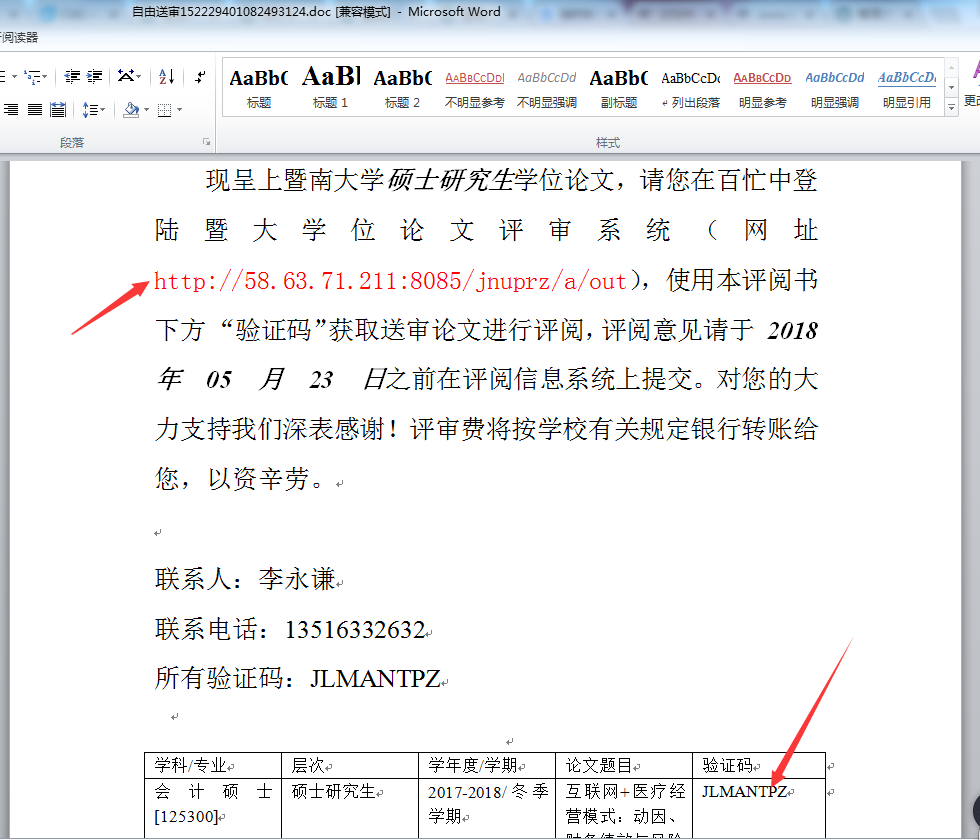 自由送审152229401082493124.doc [兼容模式] - Microsoft Word
阅读器
AaBbC AaBl AaBbC AaBbCcDd AaBbCcDd AaBbC AaBbCcDc AaBbCcDd AaBbCcDd AaBbCcD
标题 标题 1 标题 2 不明显参考 不明显强调 副标题 列出段落 明显参考 明显强调 明显引用 更改
段落 样式
现呈上暨南大学硕士研究生学位论文，请您在百忙中登
陆暨大学位论文评审系统（网址
http://58.63.71.211:8085/jnuprz/a/out），使用本评阅书
下方“验证码”获取送审论文进行评阅，评阅意见请于 2018
年 05 月 23 日之前在评阅信息系统上提交。对您的大
力支持我们深表感谢！评审费将按学校有关规定银行转账给
您，以资辛劳。
联系人：李永谦
联系电话：13516332632
所有验证码：JLMANTPZ
学科/专业 层次 学年度/学期 论文题目 验证码
会计硕士 硕士研究生 2017-2018/冬季 互联网+医疗经 JLMANTPZ
[125300] 学期 营模式：动因、
财务绩效与风险